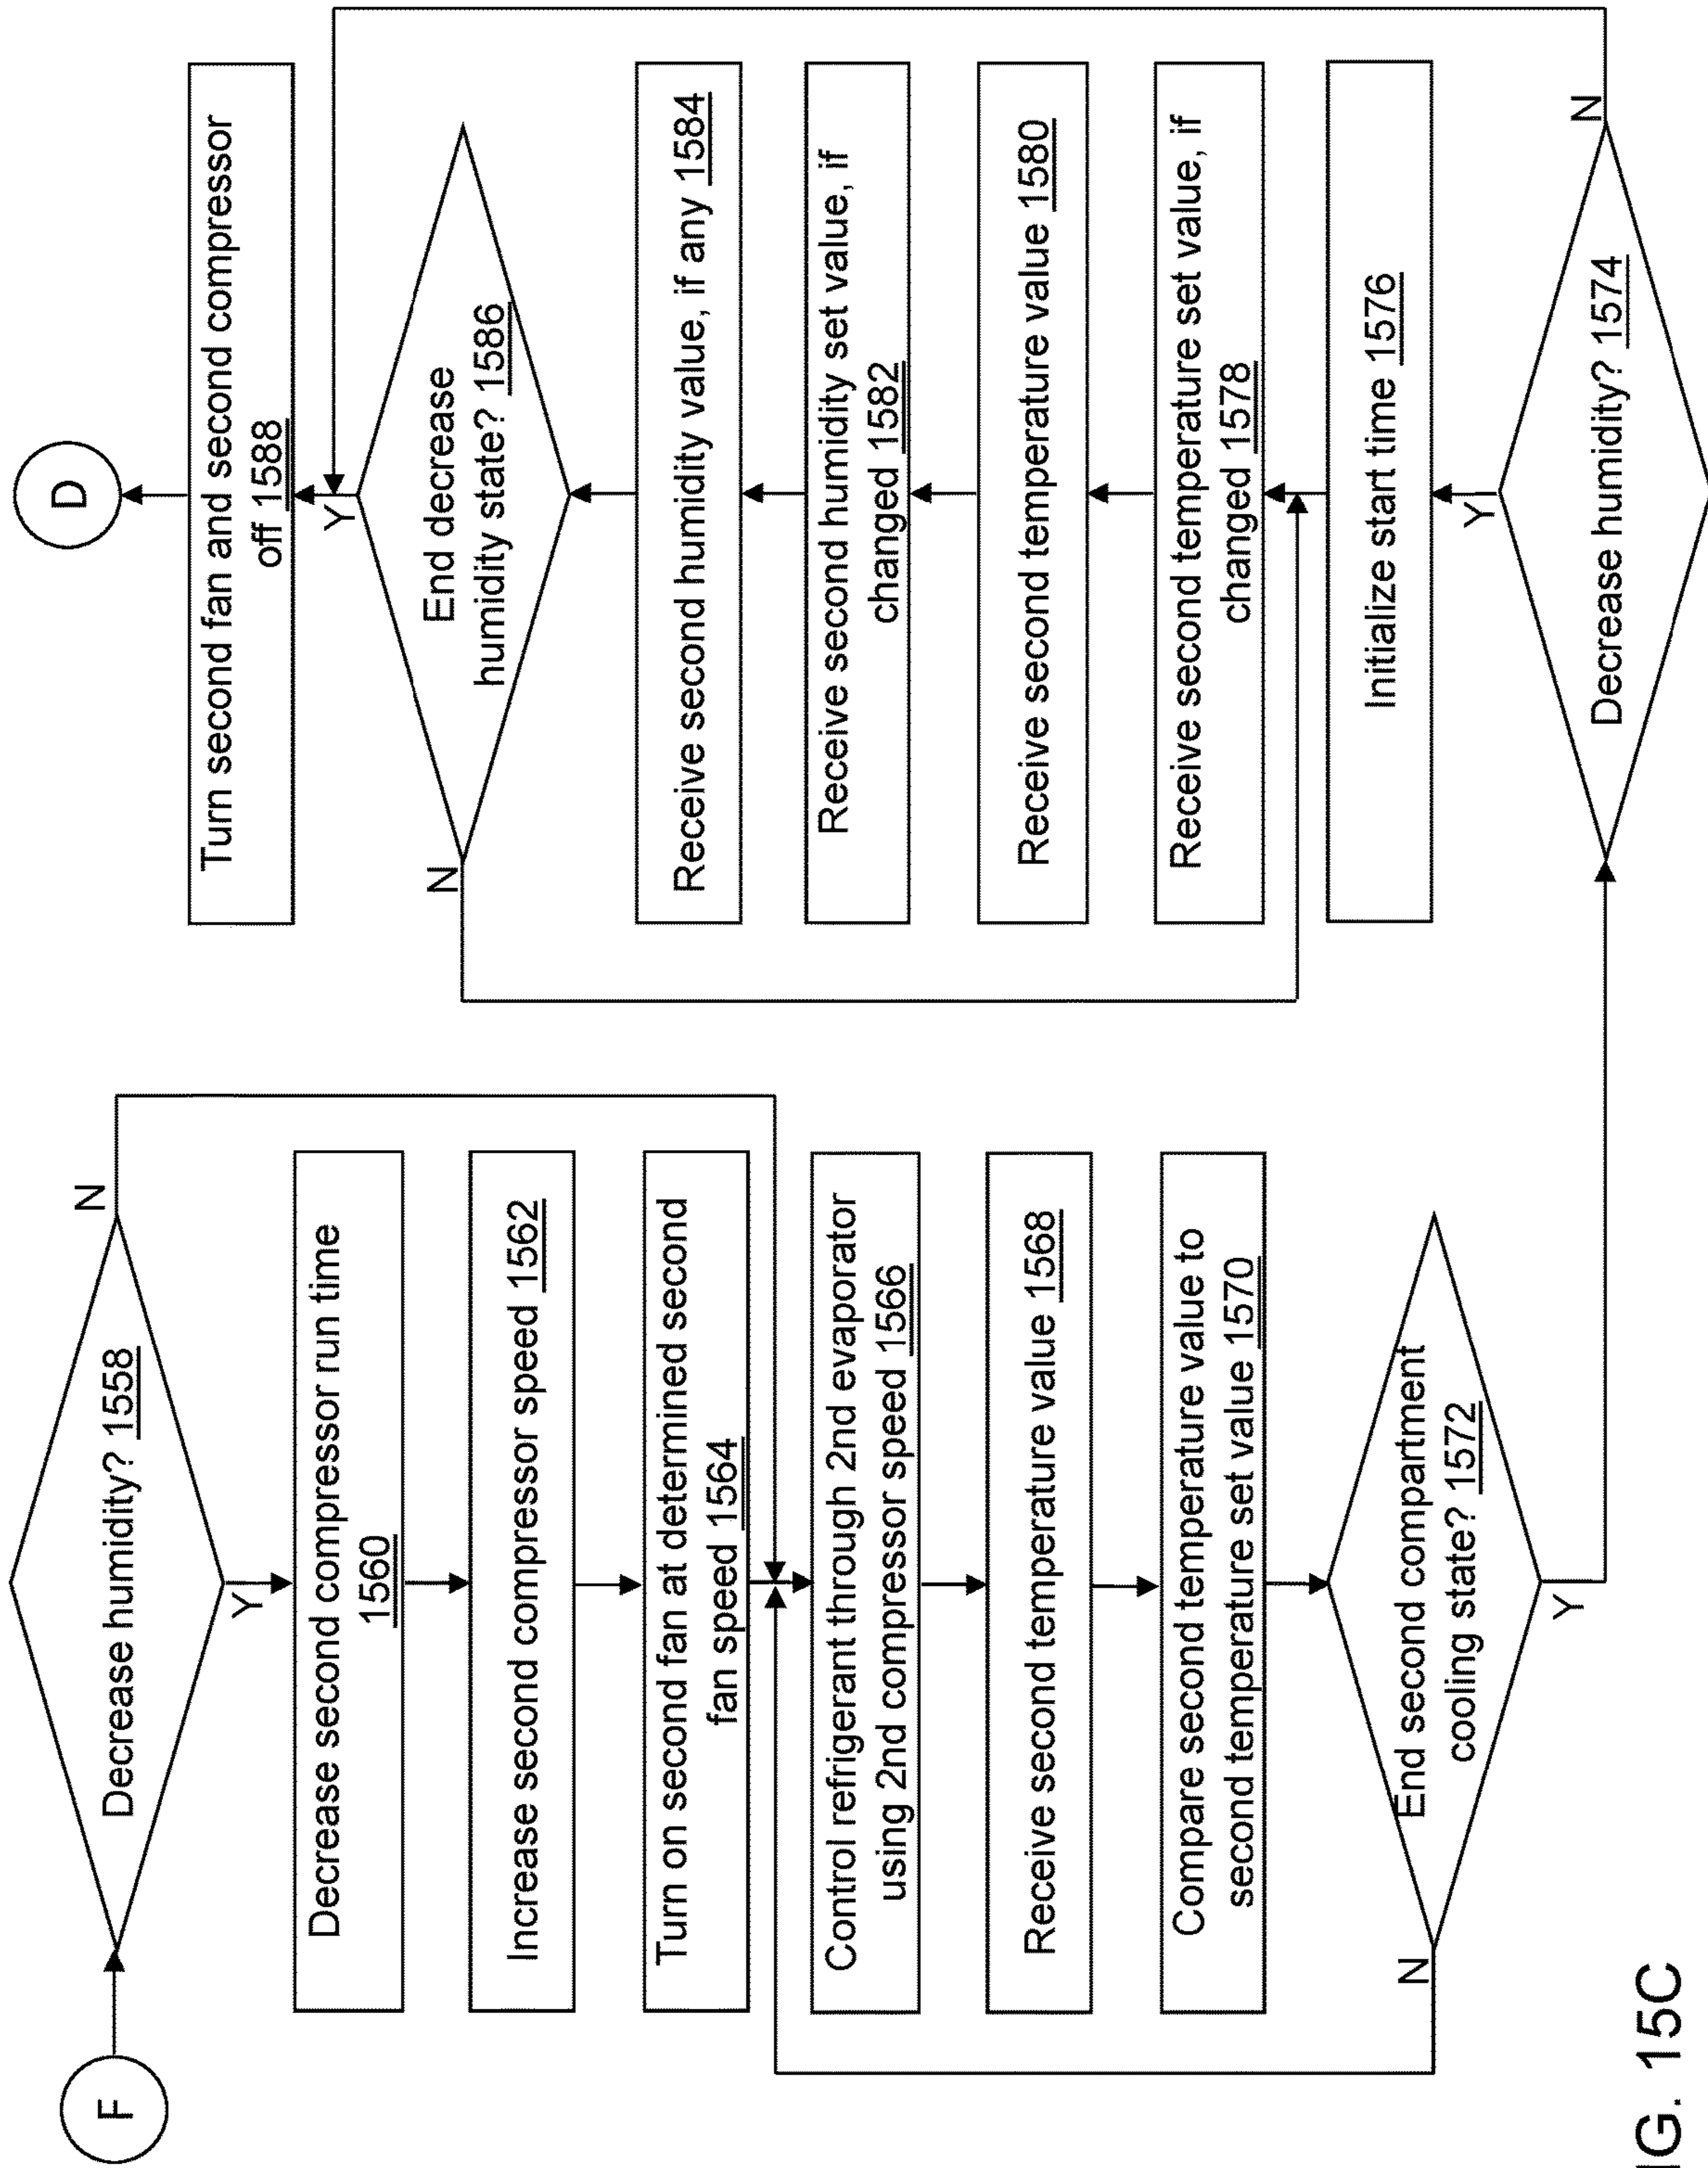 F
Decrease humidity? 1558
N
Y
Decrease second compressor run time
1560
Increase second compressor speed 1562
Turn on second fan at determined second
fan speed 1564
Control refrigerant through 2nd evaporator
using 2nd compressor speed 1566
Receive second temperature value 1568
Compare second temperature value to
second temperature set value 1570
End second compartment
cooling state? 1572
N
Y
D
Turn second fan and second compressor
off 1588
Y
End decrease
humidity state? 1586
N
Receive second humidity value, if any 1584
Receive second humidity set value, if
changed 1582
Receive second temperature value 1580
Receive second temperature set value, if
changed 1578
Initialize start time 1576
Y
Decrease humidity? 1574
N
IG. 15C